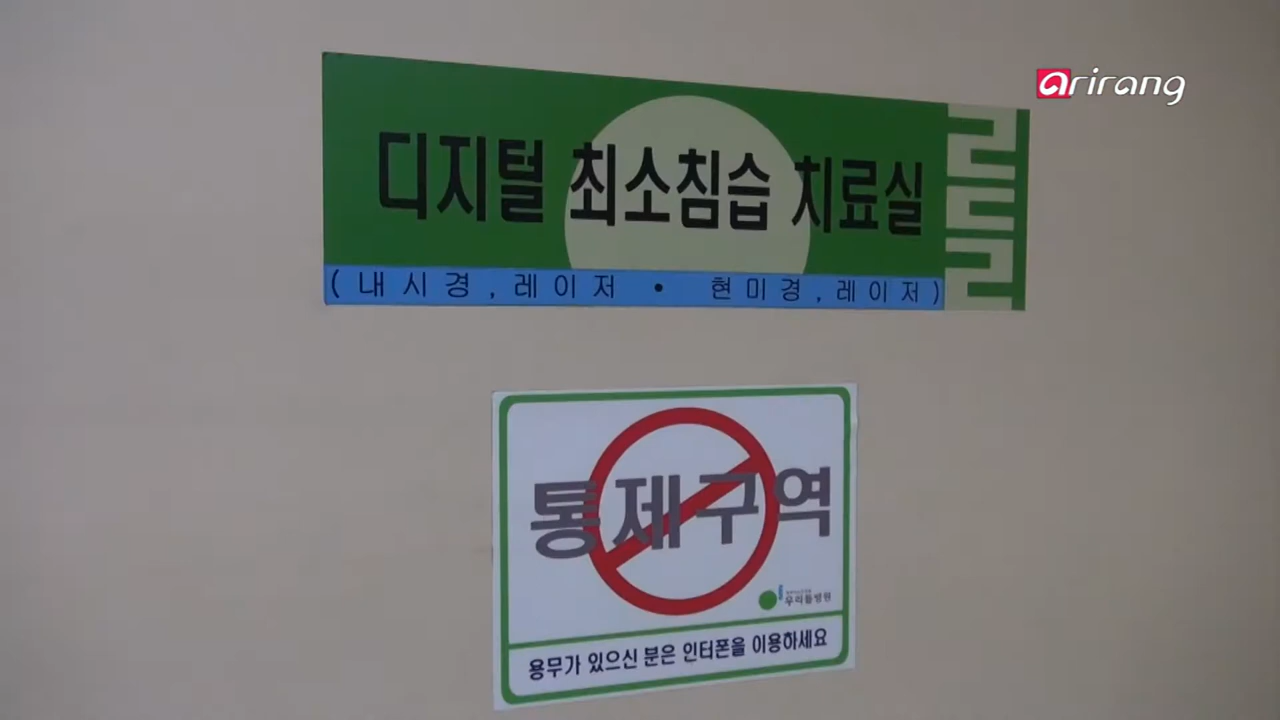 arirang
디지털 최소침습 치료실
(내시경,레이저 • 현미경,레이저)
통제구역
우리들병원
용무가 있으신 분은 인터폰을 이용하세요